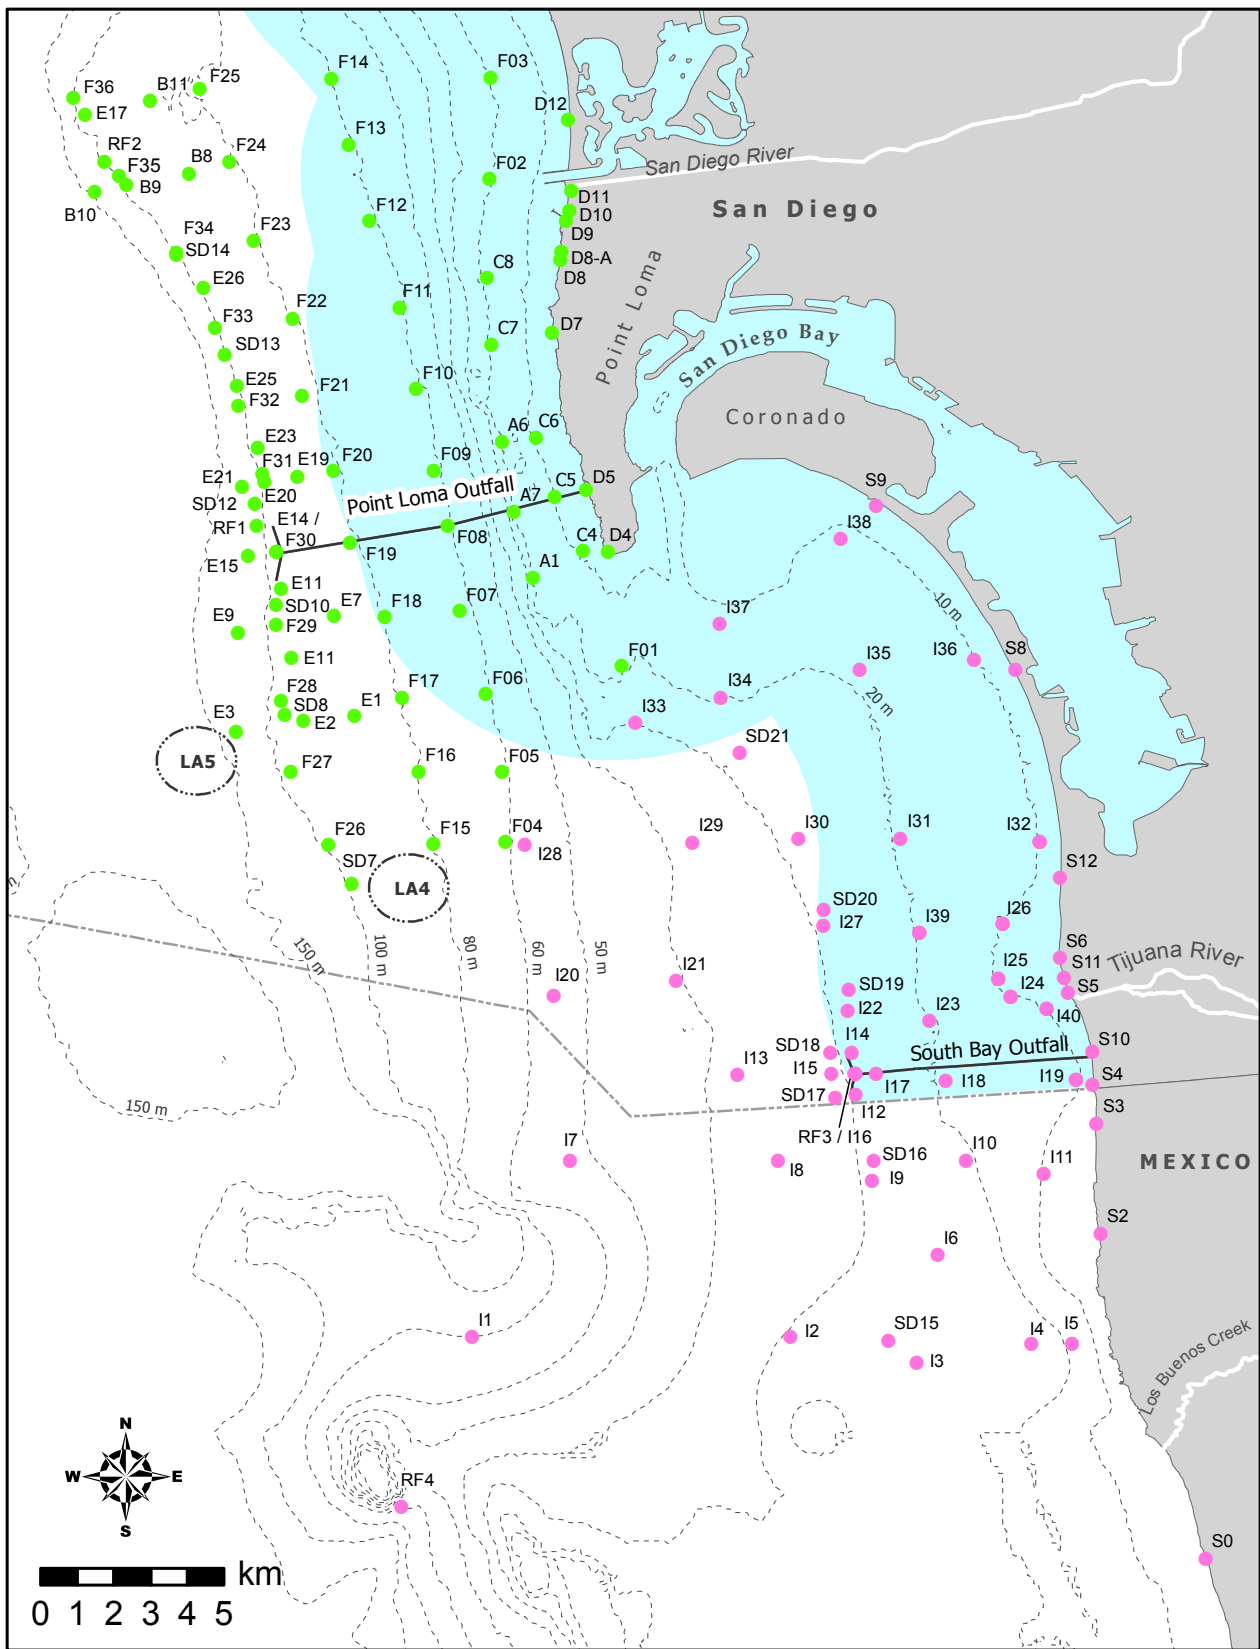 F36
B11
F25
F14
F03
E17
D12
RF2
F35
B8
F24
F13
F02
San Diego River
B9
B10
D11
D10
San Diego
F34
F23
F12
D9
SD14
D8-A
D8
E26
C8
Point Loma
F33
F22
F11
C7
D7
San Diego Bay
SD13
E25
F21
F10
Coronado
F32
A6
C6
E23
F31
E19
F20
F09
E21
E20
Point Loma Outfall
C5
D5
S9
SD12
A7
RF1
E14 /
F30
F19
F08
C4
D4
I38
E15
A1
E11
SD10
E7
F18
F07
10 m
E9
F29
I37
E11
F01
I35
I36
S8
F28
F17
F06
I34
20 m
SD8
E3
E2
E1
I33
SD21
LA5
F27
F16
F05
F26
F15
F04
I28
I29
I30
I31
I32
SD7
LA4
S12
m
SD20
I27
I39
I26
150 m
100 m
80 m
60 m
50 m
S6
S11
Tijuana River
I20
I21
SD19
I25
I24
S5
I22
I23
I40
SD18
I14
South Bay Outfall
S10
I13
I15
I17
I18
I19
S4
150 m
SD17
I12
S3
RF3 / I16
I7
I8
SD16
I10
I11
MEXICO
I9
S2
I6
I1
I2
SD15
I4
I5
I3
Los Buenos Creek
N
W
E
S
RF4
S0
km
0 1 2 3 4 5